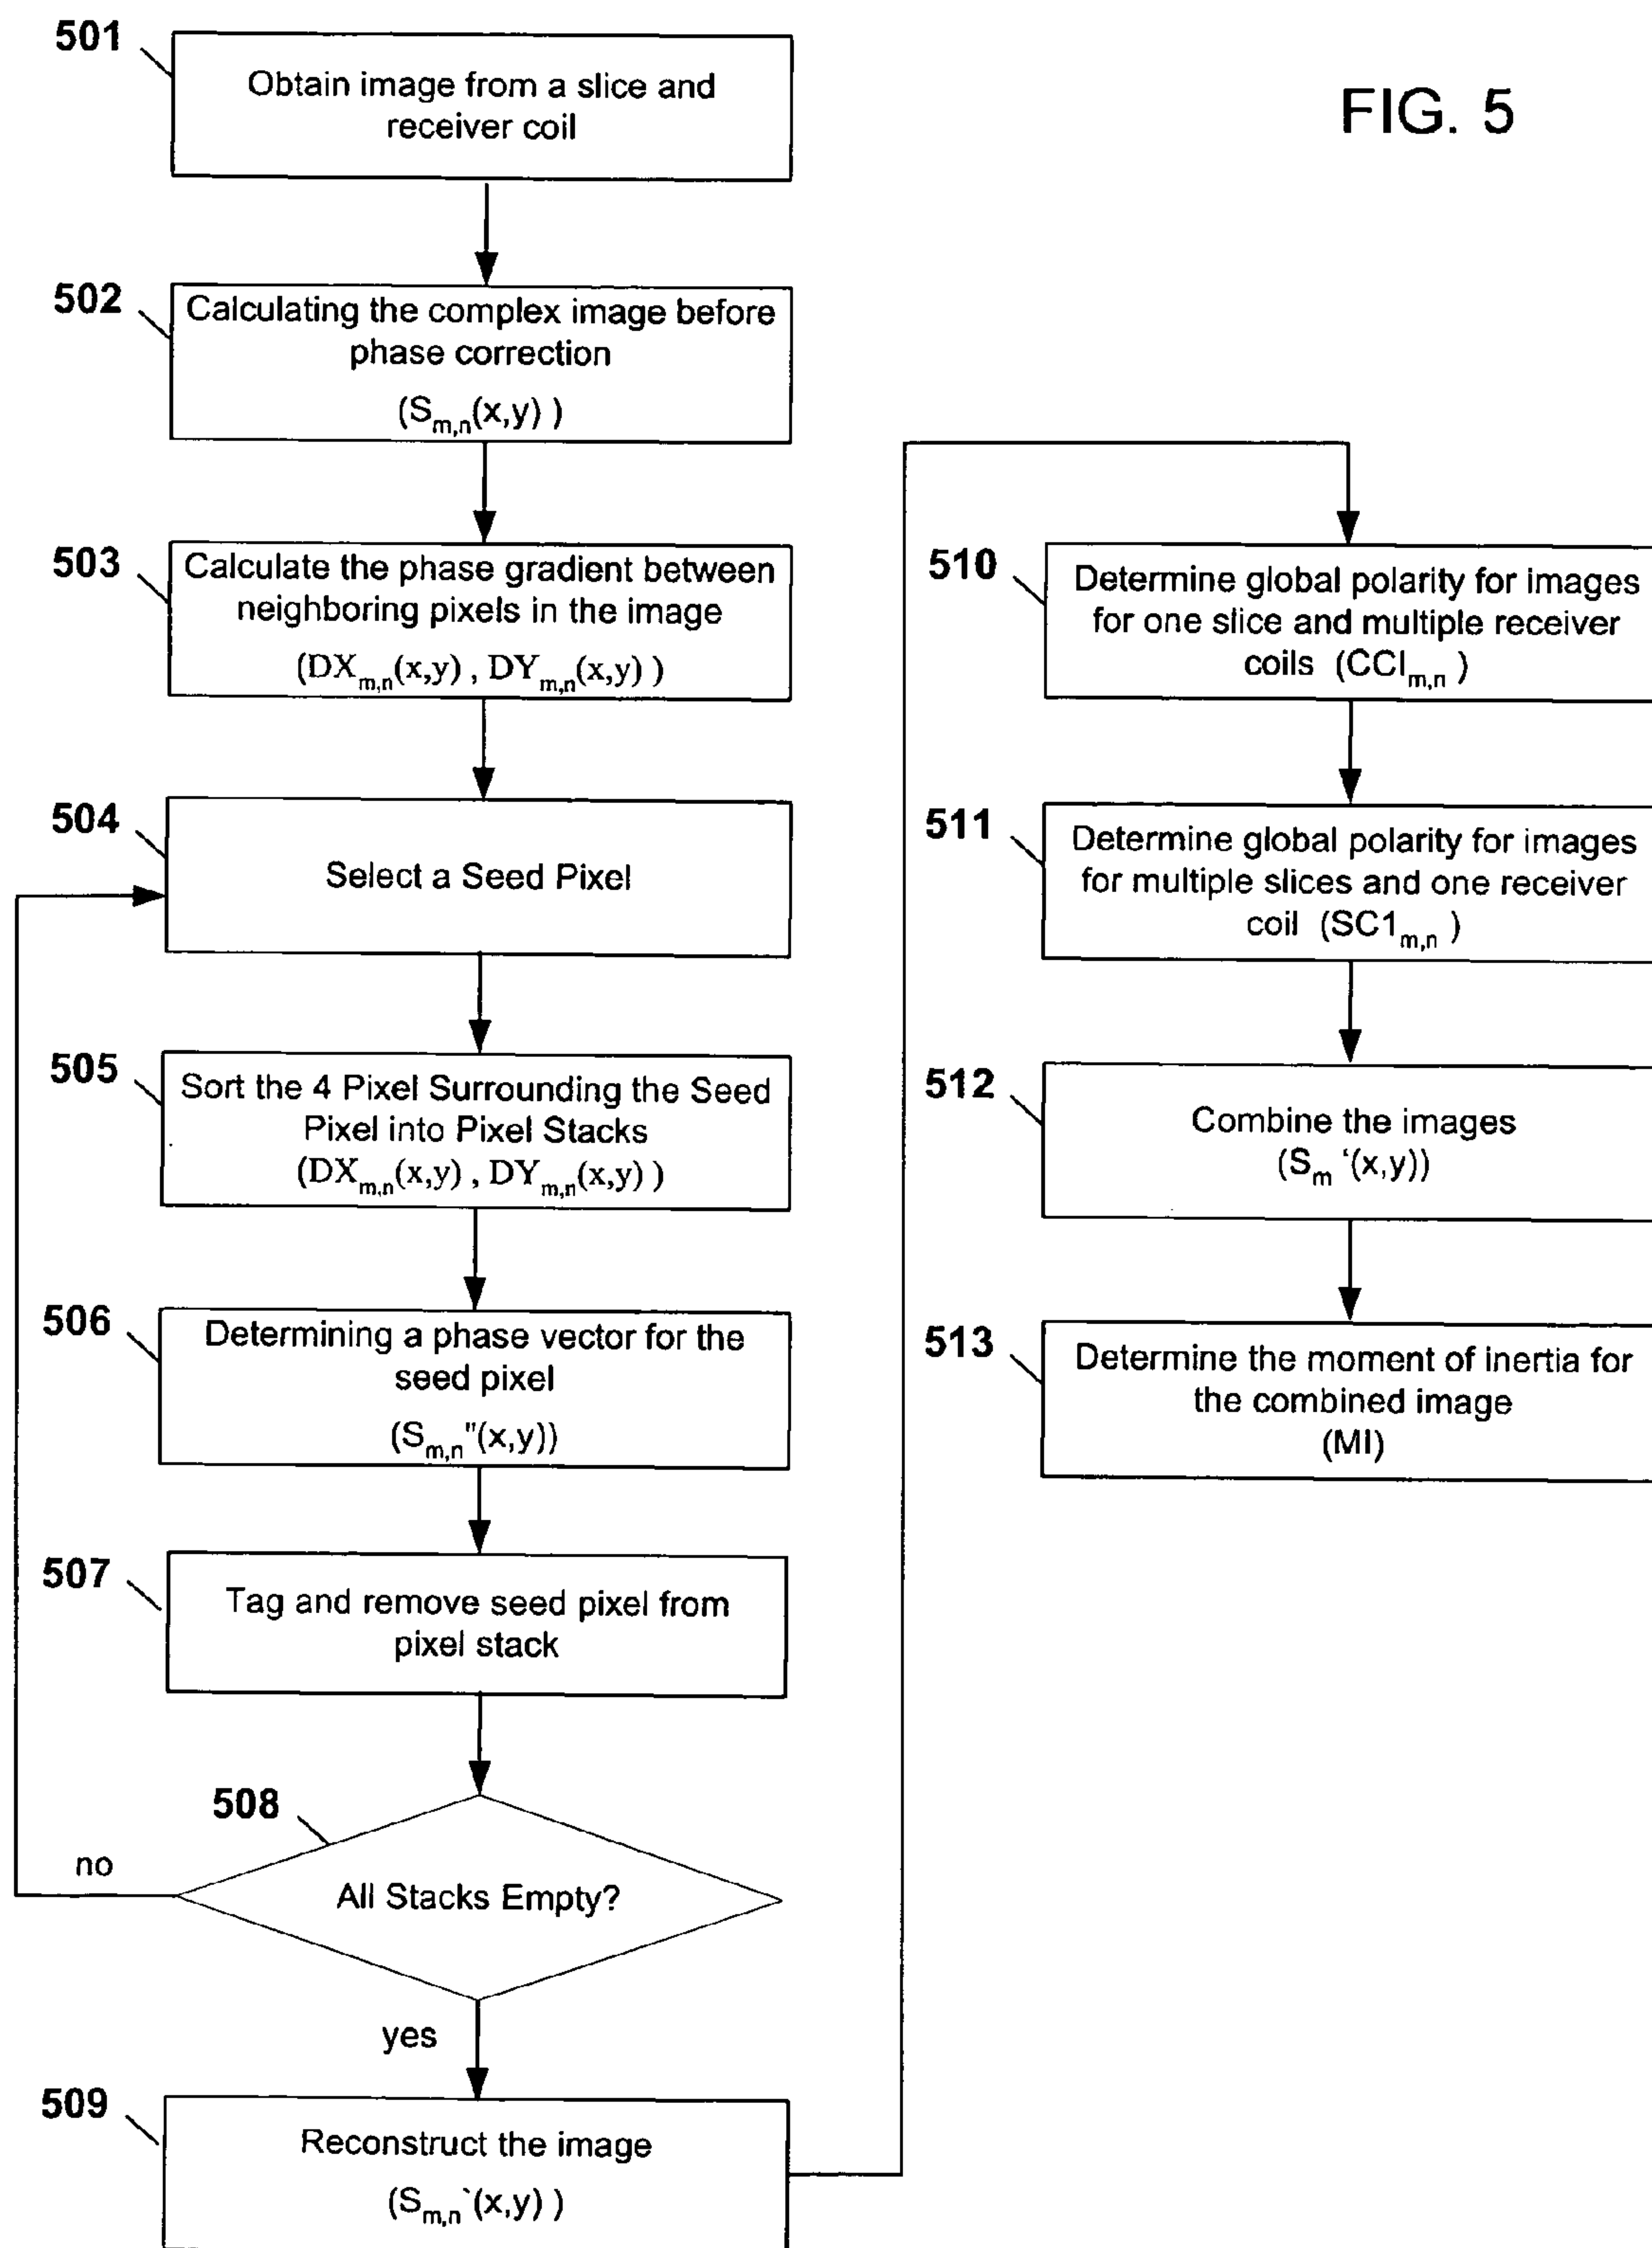 FIG. 5
501
Obtain image from a slice and
receiver coil
502
Calculating the complex image before
phase correction
(Sm,n(x,y) )
503
Calculate the phase gradient between
neighboring pixels in the image
(DXm,n(x,y) , DYm,n(x,y) )
504
Select a Seed Pixel
505
Sort the 4 Pixel Surrounding the Seed
Pixel into Pixel Stacks
(DXm,n(x,y) , DYm,n(x,y) )
506
Determining a phase vector for the
seed pixel
(Sm,n"(x,y))
507
Tag and remove seed pixel from
pixel stack
508
All Stacks Empty?
no
yes
509
Reconstruct the image
(Sm,n`(x,y) )
510
Determine global polarity for images
for one slice and multiple receiver
coils (CCIm,n )
511
Determine global polarity for images
for multiple slices and one receiver
coil (SC1m,n )
512
Combine the images
(Sm ‘(x,y))
513
Determine the moment of inertia for
the combined image
(MI)